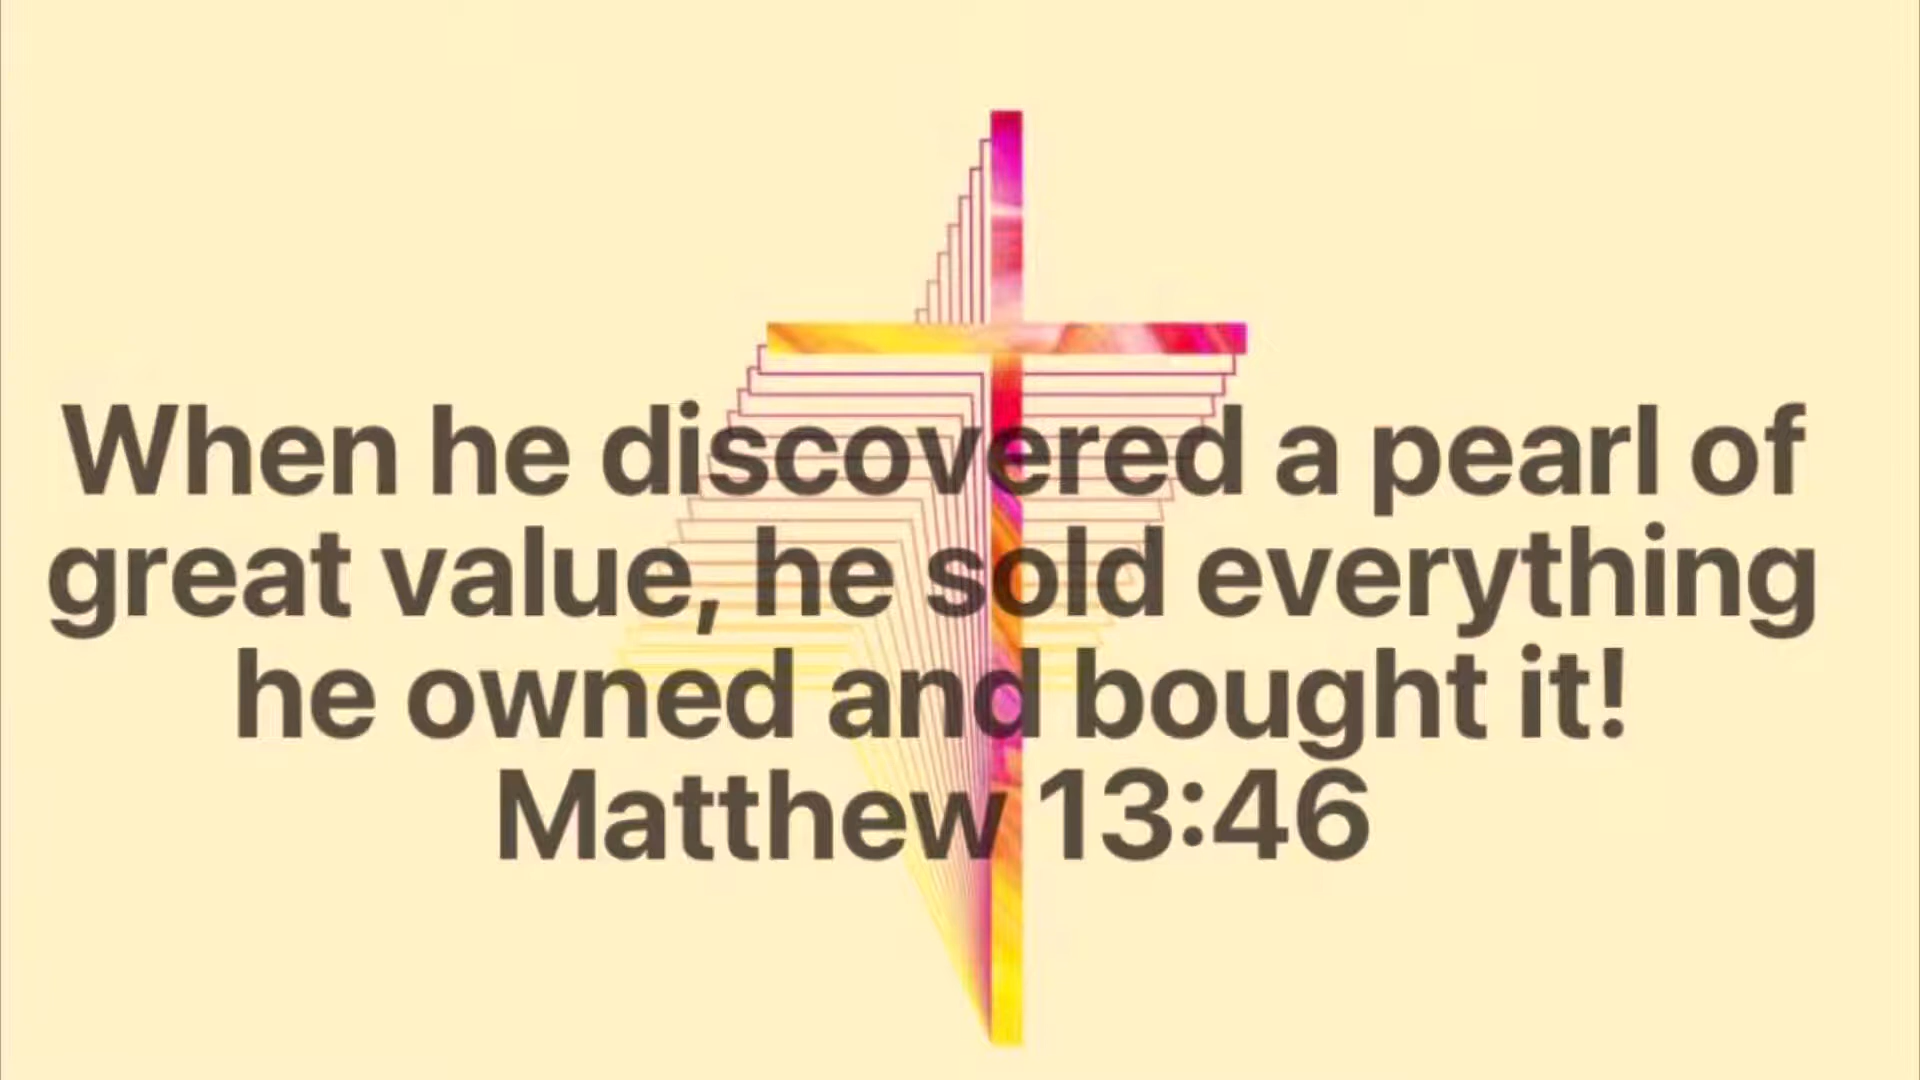 When he discovered a pearl of
great value, he sold everything
he owned and bought it!
Matthew 13:46